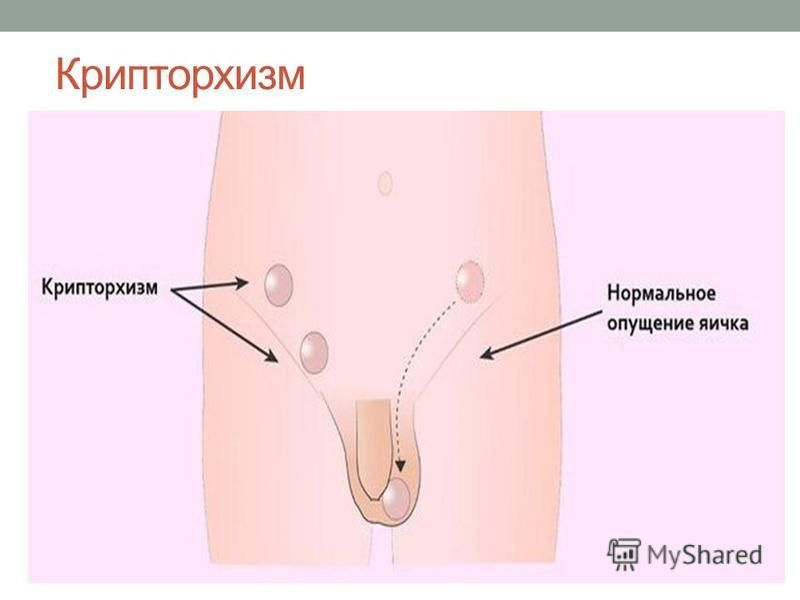 Крипторхизм
Крипторхизм
Нормальное
опущение яичка
MyShared